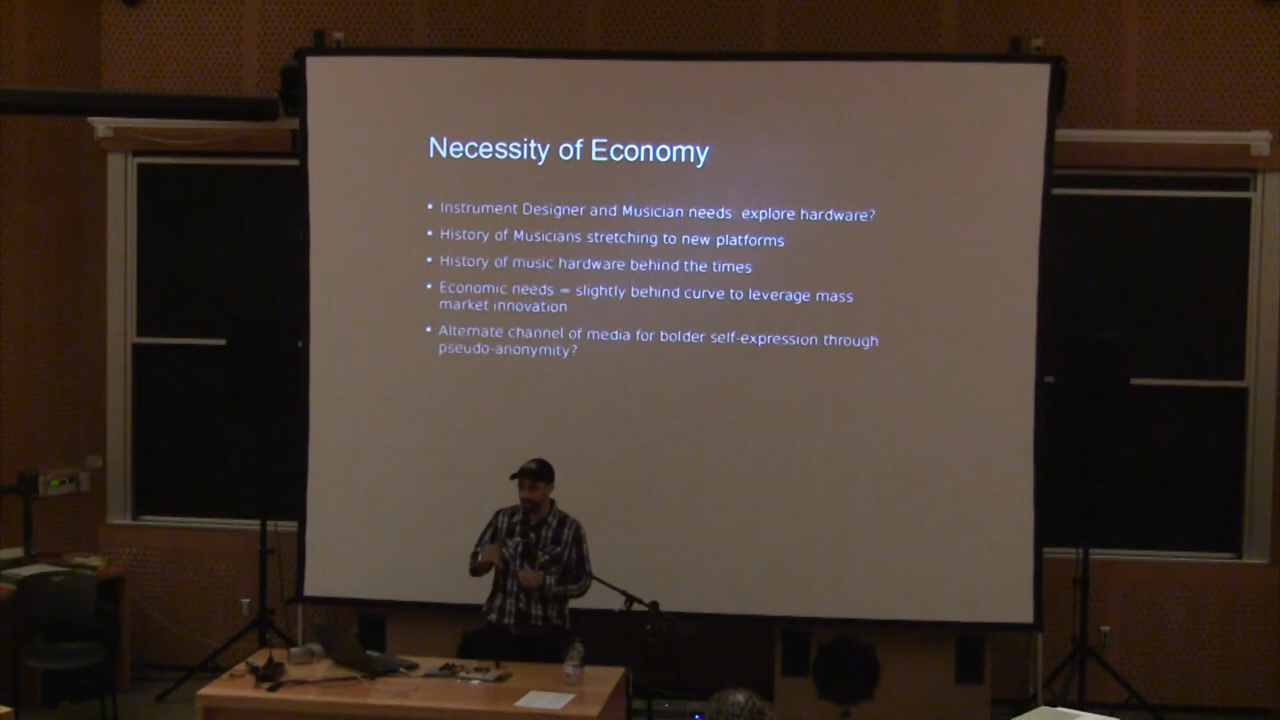 Necessity of Economy
• Instrument Designer and Musician needs: explore hardware?
• History of Musicians stretching to new platforms
• History of music hardware behind the times
• Economic needs = slightly behind curve to leverage mass
market innovation
• Alternate channel of media for bolder self-expression through
pseudo-anonymity?